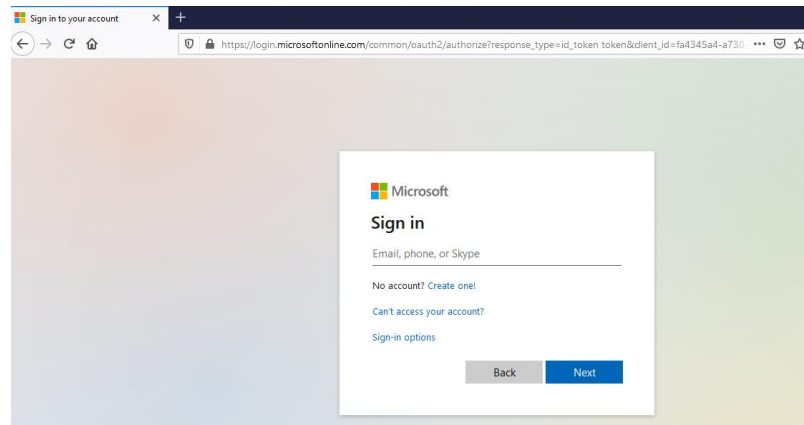 Sign in to your account
https://login.microsoftonline.com/common/oauth2/authorize?response_type=id_token token&client_id=fa4345a4-a730
Microsoft
Sign in
Email, phone, or Skype
No account? Create one!
Can't access your account?
Sign-in options
Back Next